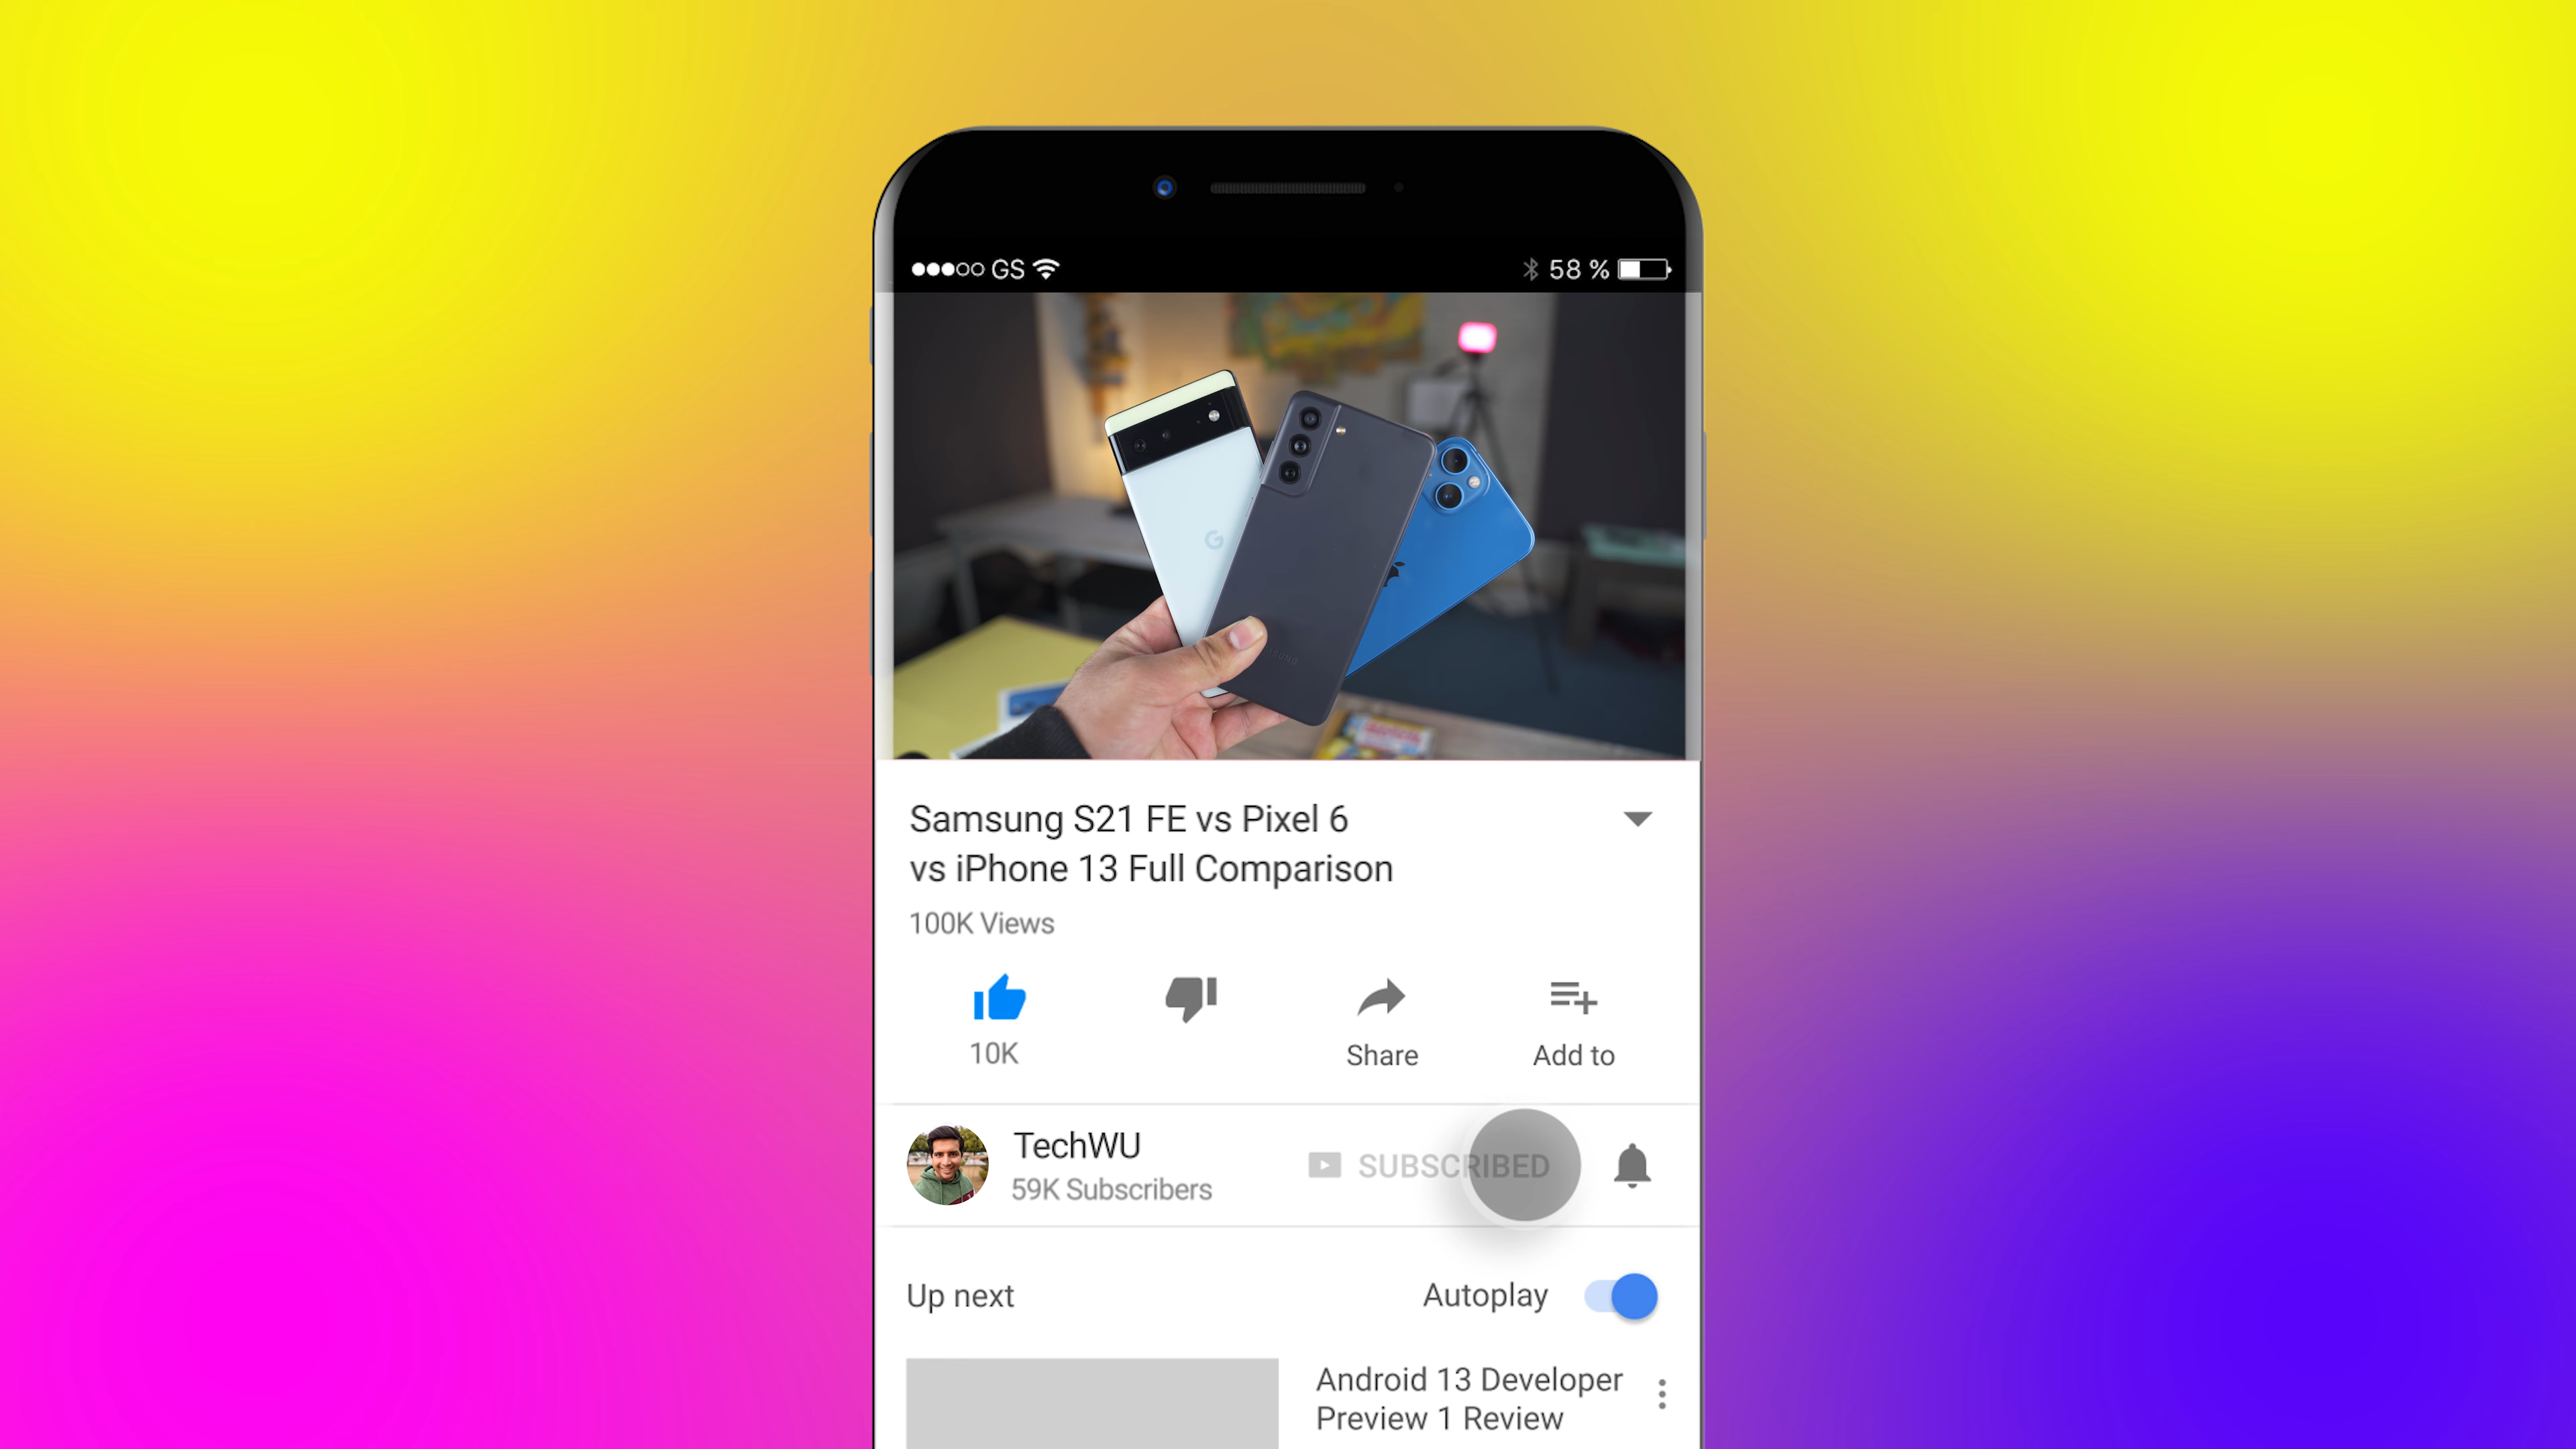 GS 58 %
Samsung S21 FE vs Pixel 6
vs iPhone 13 Full Comparison
100K Views
10K
Share
Add to
TechWU
59K Subscribers
SUBSCRIBED
Up next
Autoplay
Android 13 Developer
Preview 1 Review